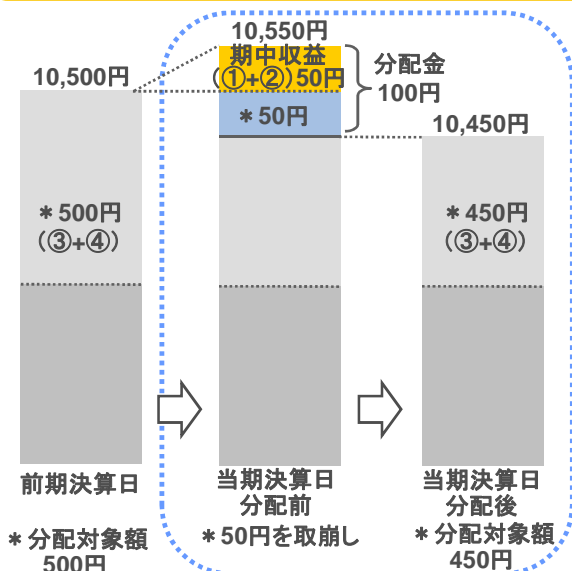 10,550円
期中収益
(①+②)50円
分配金
100円
10,500円
*50円
10,450円
*500円
(③+④)
*450円
(③+④)
前期決算日
当期決算日
分配前
当期決算日
分配後
*分配対象額
500円
*50円を取崩し
*分配対象額
450円